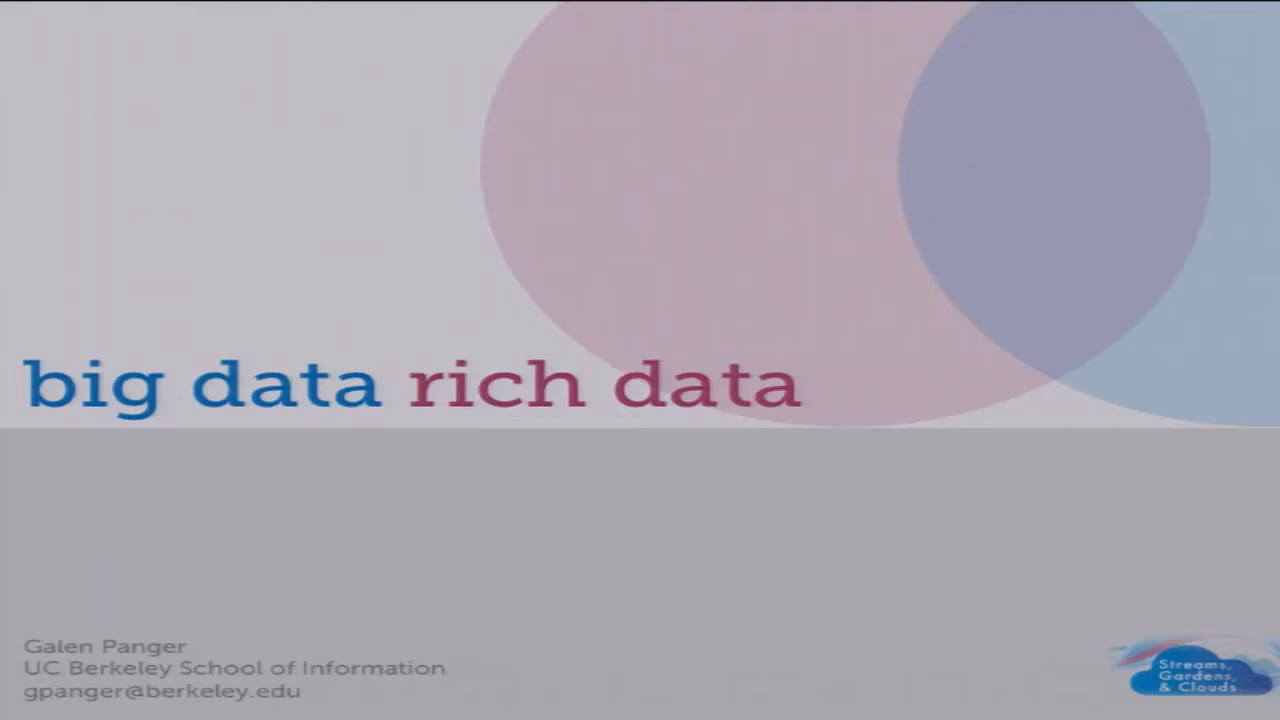 big data rich data
Galen Panger
UC Berkeley School of Information
gpanger@berkeley.edu
Streams,
Gardens,
& Clouds